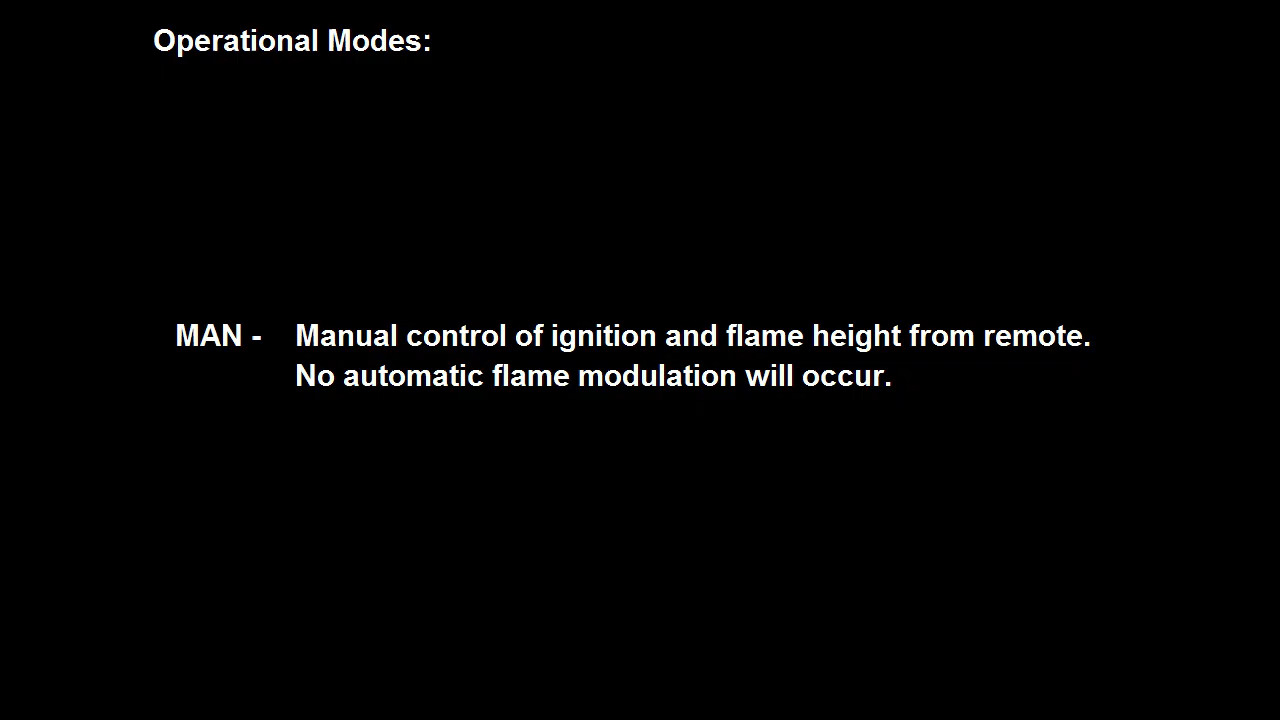 Operational Modes:
MAN - Manual control of ignition and flame height from remote.
No automatic flame modulation will occur.